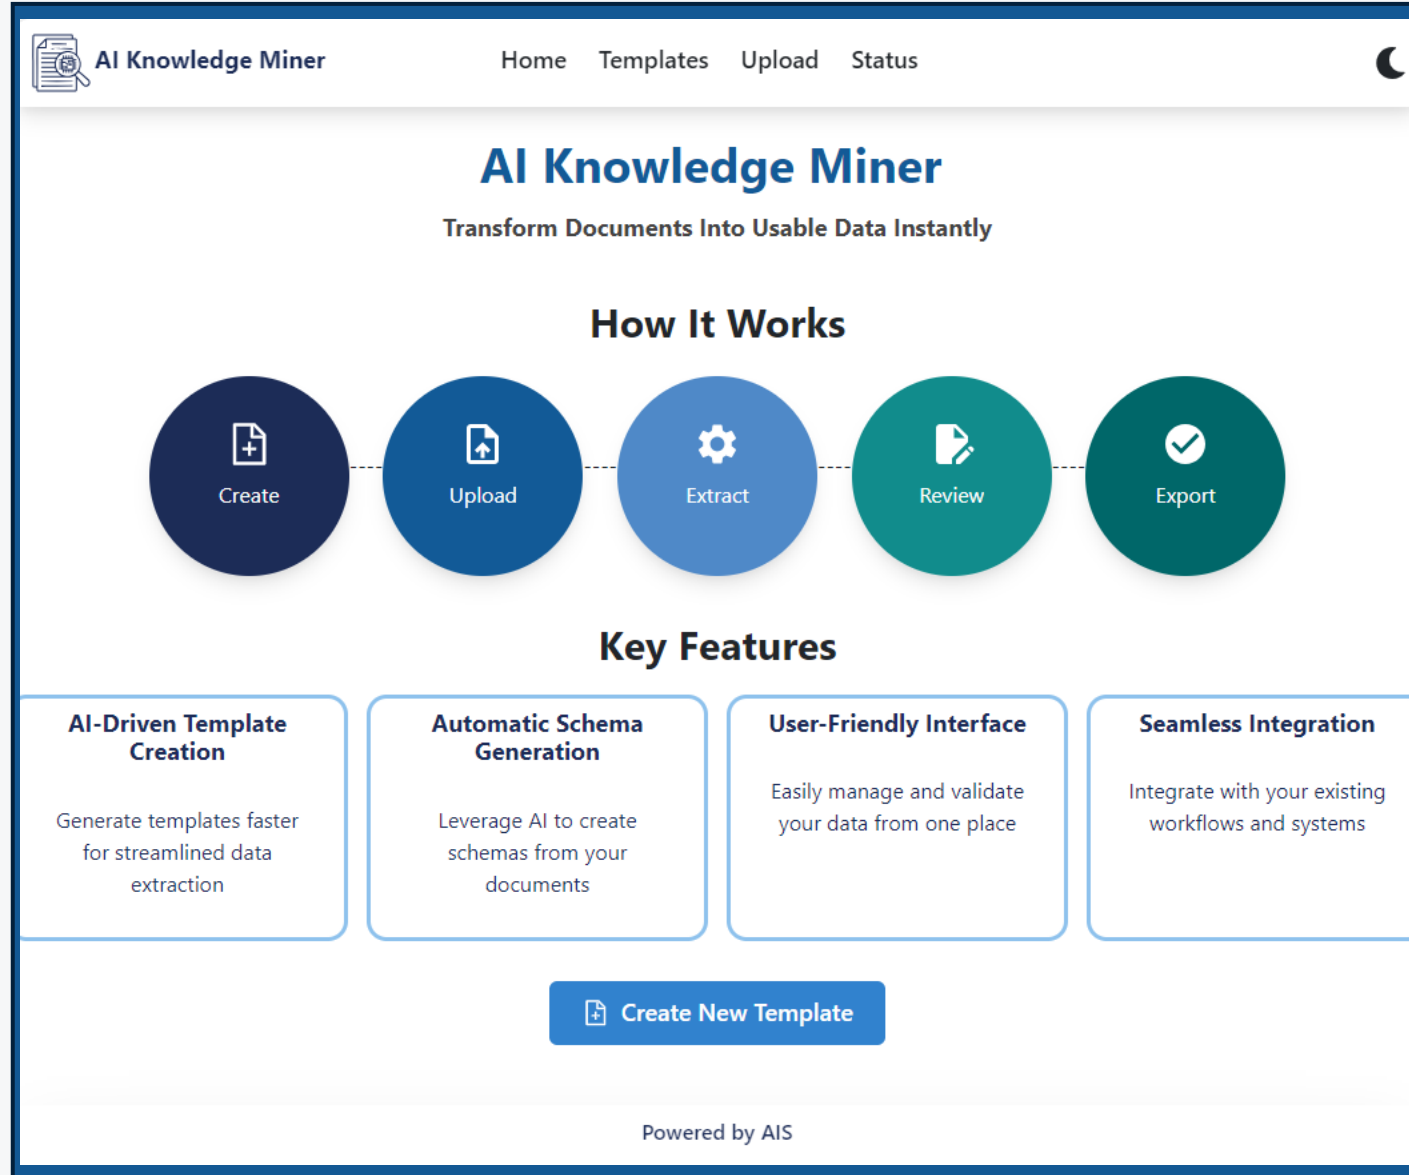 AI Knowledge Miner
Home Templates Upload Status
AI Knowledge Miner
Transform Documents Into Usable Data Instantly
How It Works
Create
Upload
Extract
Review
Export
Key Features
AI-Driven Template
Creation
Generate templates faster
for streamlined data
extraction
Automatic Schema
Generation
Leverage AI to create
schemas from your
documents
User-Friendly Interface
Easily manage and validate
your data from one place
Seamless Integration
Integrate with your existing
workflows and systems
Create New Template
Powered by AIS